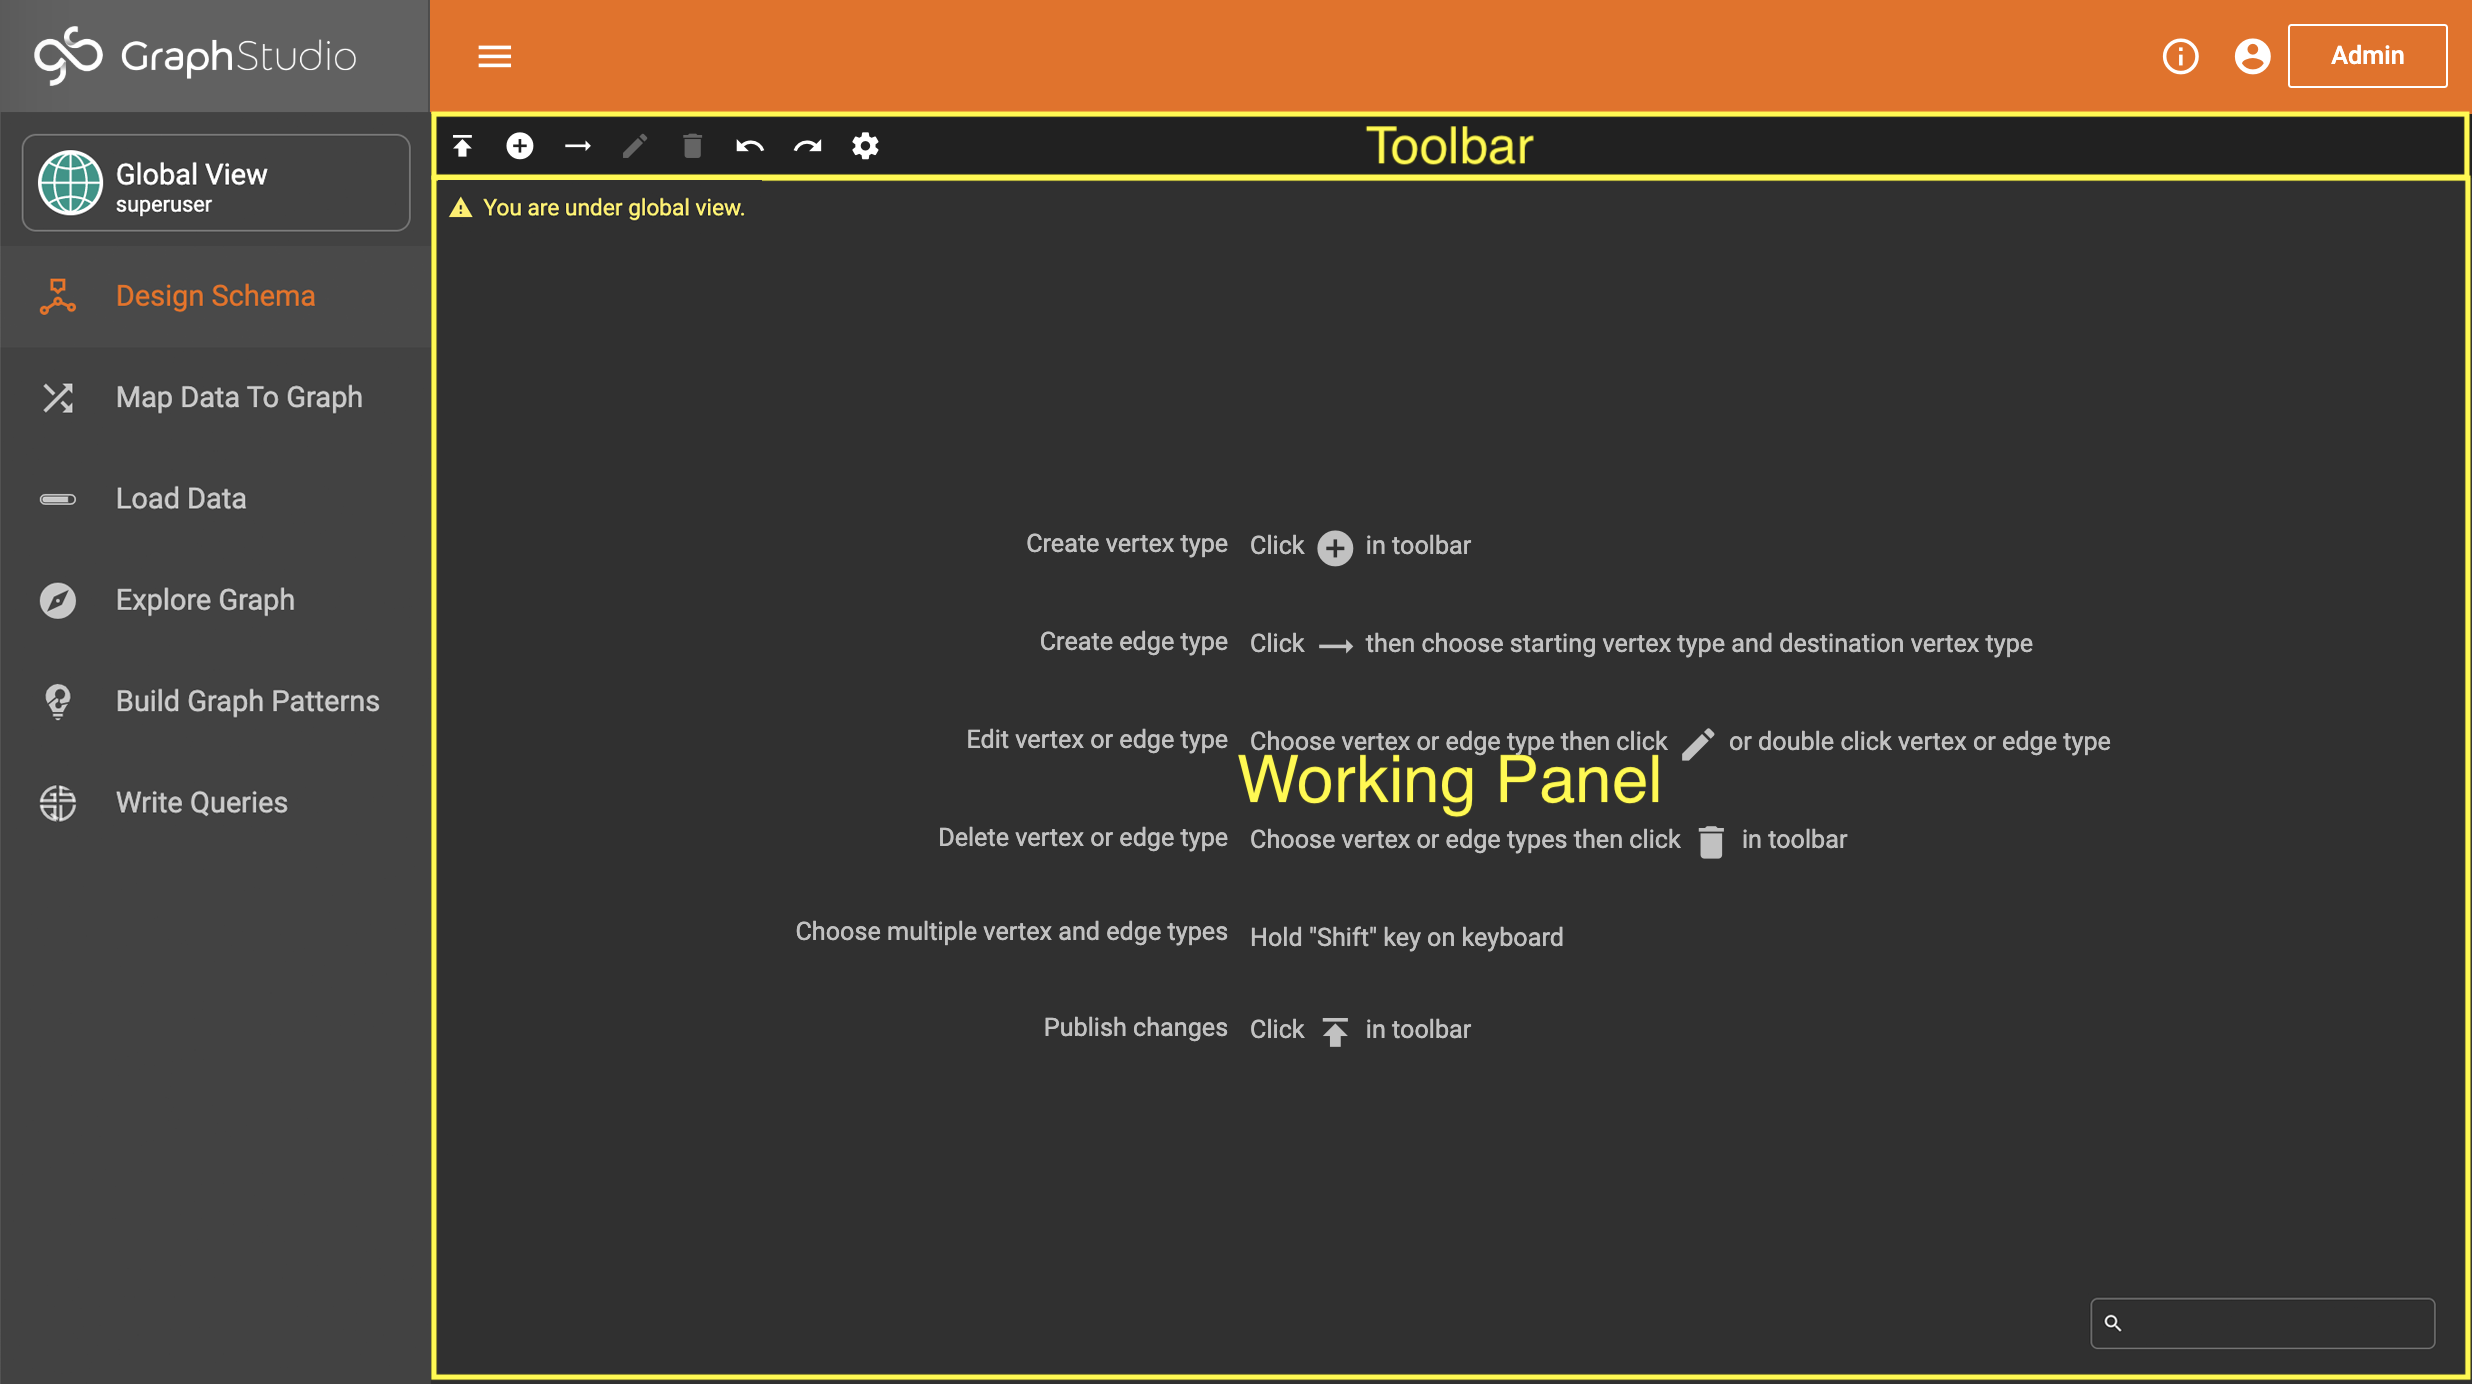 GraphStudio
Admin
Toolbar
Global View
superuser
You are under global view.
Design Schema
Map Data To Graph
Load Data
Explore Graph
Build Graph Patterns
Write Queries
Create vertex type Click in toolbar
Create edge type Click then choose starting vertex type and destination vertex type
Edit vertex or edge type Choose vertex or edge type then click or double click vertex or edge type
Working Panel
Delete vertex or edge type Choose vertex or edge types then click in toolbar
Choose multiple vertex and edge types Hold "Shift" key on keyboard
Publish changes Click in toolbar